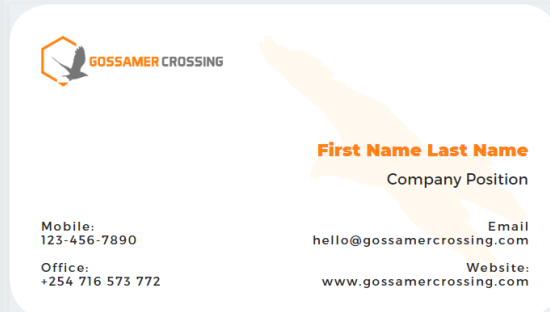 GOSSAMER CROSSING
First Name Last Name
Company Position
Mobile:
123-456-7890
Email
hello@gossamercrossing.com
Office:
+254 716 573 772
Website:
www.gossamercrossing.com